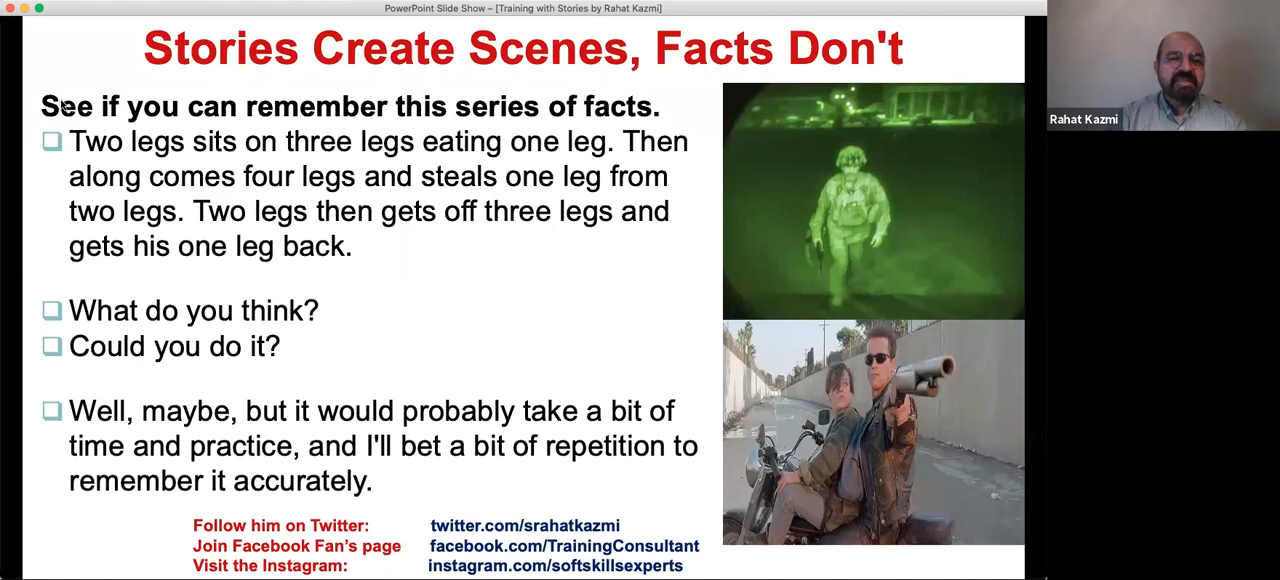 PowerPoint Slide Show – [Training with Stories by Rahat Kazmi]
Stories Create Scenes, Facts Don't
See if you can remember this series of facts.
Two legs sits on three legs eating one leg. Then
along comes four legs and steals one leg from
two legs. Two legs then gets off three legs and
gets his one leg back.
What do you think?
Could you do it?
Well, maybe, but it would probably take a bit of
time and practice, and I'll bet a bit of repetition to
remember it accurately.
Follow him on Twitter: twitter.com/srahatkazmi
Join Facebook Fan's page facebook.com/TrainingConsultant
Visit the Instagram: instagram.com/softskillsexperts
Rahat Kazmi